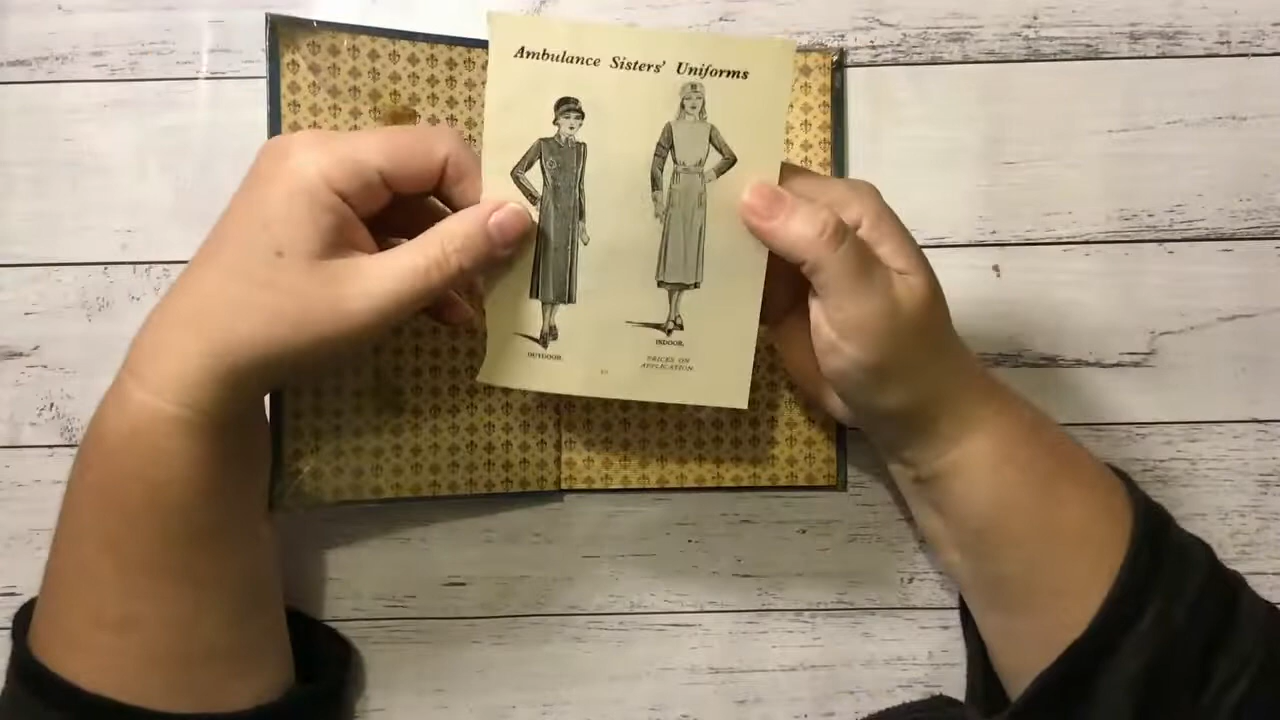 Ambulance Sisters' Uniforms
OUTDOOR.
INDOOR.
PRICES ON
APPLICATION.